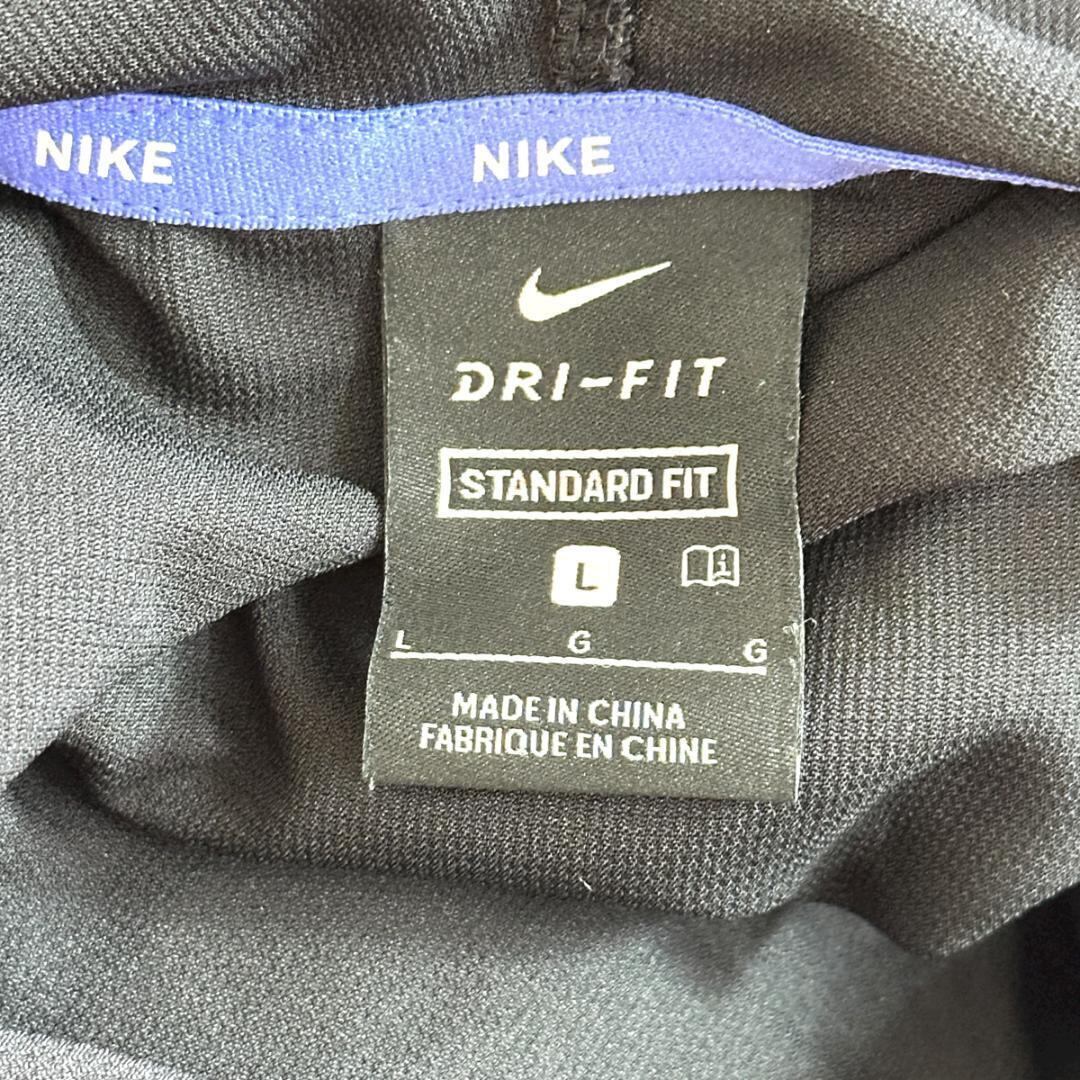 NIKE NIKE
DRI-FIT
STANDARD FIT
L
L G G
MADE IN CHINA
FABRIQUE EN CHINE